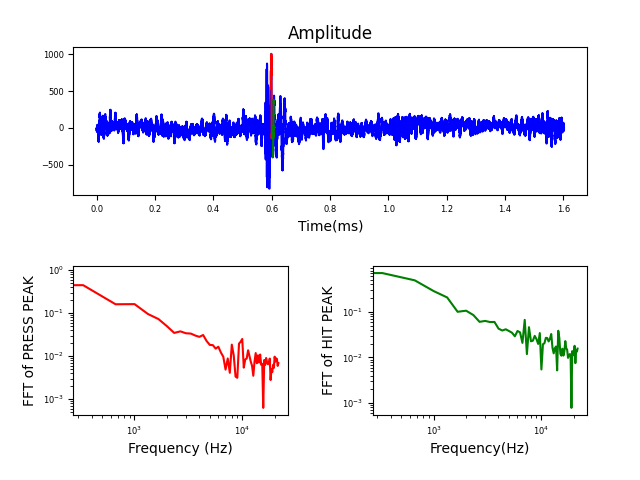 Amplitude
1000
500
0
−500
0.0 0.2 0.4 0.6 0.8 1.0 1.2 1.4 1.6
Time(ms)
FFT of PRESS PEAK
10⁰
10⁻¹
10⁻²
10⁻³
10³ 10⁴
Frequency (Hz)
FFT of HIT PEAK
10⁻¹
10⁻²
10⁻³
10³ 10⁴
Frequency(Hz)